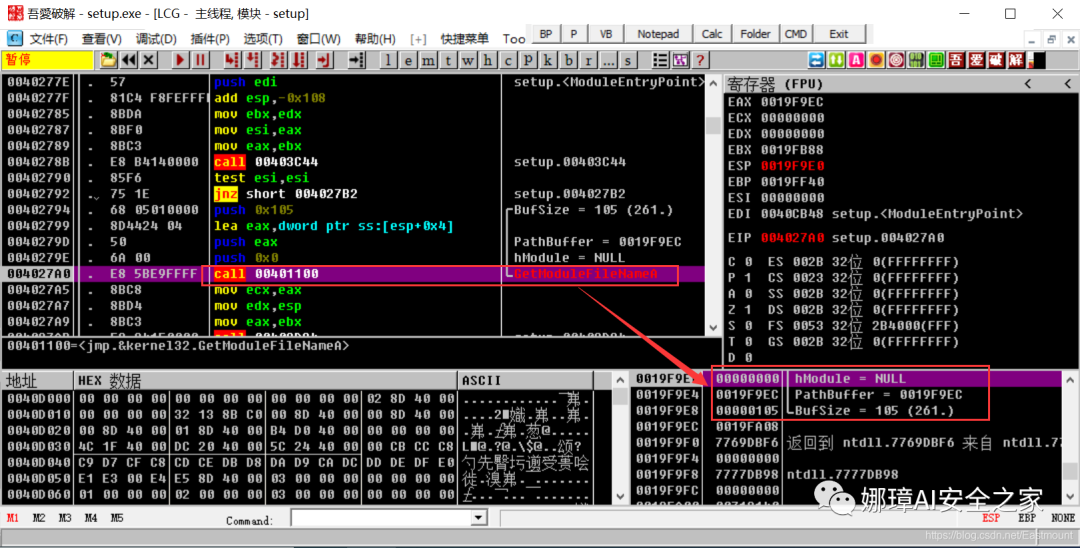 吾愛破解 - setup.exe - [LCG - 主线程, 模块 - setup]
文件(F) 查看(V) 调试(D) 插件(P) 选项(T) 窗口(W) 帮助(H) [+] 快捷菜单 Too BP P VB Notepad Calc Folder CMD Exit
暂停 l e m t w h c p k b r ... s ? 吾 爱 破 解
0040277E . 57 push edi setup.<ModuleEntryPoint>
0040277F . 81C4 F8FEFFF add esp,-0x108
00402785 . 8BDA mov ebx,edx
00402787 . 8BF0 mov esi,eax
00402789 . 8BC3 mov eax,ebx
0040278B . E8 B4140000 call 00403C44 setup.00403C44
00402790 . 85F6 test esi,esi
00402792 . 75 1E jnz short 004027B2 setup.004027B2
00402794 . 68 05010000 push 0x105 BufSize = 105 (261.)
00402799 . 8D4424 04 lea eax,dword ptr ss:[esp+0x4]
0040279D . 50 push eax PathBuffer = 0019F9EC
0040279E . 6A 00 push 0x0 hModule = NULL
004027A0 . E8 5BE9FFFF call 00401100 GetModuleFileNameA
004027A5 . 8BC8 mov ecx,eax
004027A7 . 8BD4 mov edx,esp
004027A9 . 8BC3 mov eax,ebx
00401100=<jmp.&kernel32.GetModuleFileNameA>
寄存器 (FPU) < <
EAX 0019F9EC
ECX 00000000
EDX 00000000
EBX 0019FB88
ESP 0019F9E0
EBP 0019FF40
ESI 00000000
EDI 0040CB48 setup.<ModuleEntryPoint>
EIP 004027A0 setup.004027A0
C 0 ES 002B 32位 0(FFFFFFFF)
P 1 CS 0023 32位 0(FFFFFFFF)
A 0 SS 002B 32位 0(FFFFFFFF)
Z 1 DS 002B 32位 0(FFFFFFFF)
S 0 FS 0053 32位 2B4000(FFF)
T 0 GS 002B 32位 0(FFFFFFFF)
D 0
地址 HEX 数据 ASCII
0040D000 00 00 00 00 00 00 00 00 00 00 00 00 02 8D 40 00
0040D010 00 00 00 00 32 13 8B C0 00 8D 40 00 00 8D 40 00
0040D020 00 8D 40 00 01 8D 40 00 B4 D0 40 00 00 00 00 00
0040D030 4C 1F 40 00 DC 20 40 00 5C 24 40 00 00 CB CC C8
0040D040 C9 D7 CF C8 CD CE DB D8 DA D9 CA DC DD DE DF E0
0040D050 E1 E3 00 E4 E5 8D 40 00 03 00 00 00 00 00 00 00
0040D060 01 00 00 00 02 00 00 00 03 00 00 00 00 00 00 00
00000000 hModule = NULL
0019F9E4 0019F9EC PathBuffer = 0019F9EC
0019F9E8 00000105 BufSize = 105 (261.)
0019F9EC 0019FA08
0019F9F0 7769DBF6 返回到 ntdll.7769DBF6 来自 ntdll.77
0019F9F4 00000000
0019F9F8 7777DB98 ntdll.7777DB98
0019F9FC 00000000
M1 M2 M3 M4 M5 Command: ESP EBP NONE
娜璋AI安全之家
https://blog.csdn.net/Eastmount